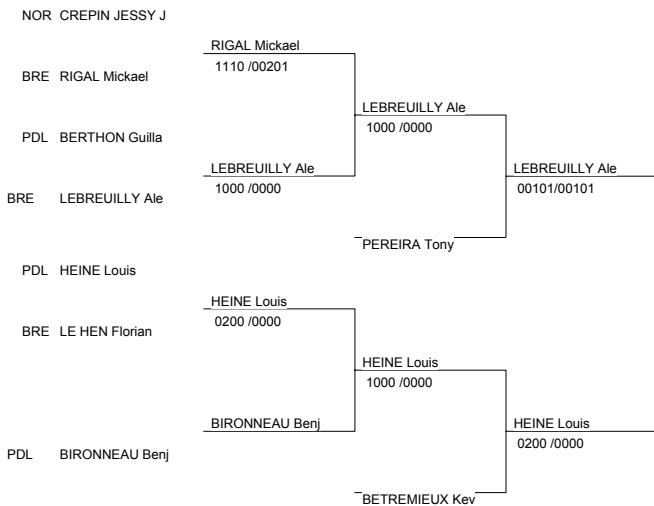 NOR CREPIN JESSY J
RIGAL Mickael
1110 /00201
BRE RIGAL Mickael
LEBREUILLY Ale
1000 /0000
PDL BERTHON Guilla
LEBREUILLY Ale
1000 /0000
LEBREUILLY Ale
00101/00101
BRE LEBREUILLY Ale
PEREIRA Tony
PDL HEINE Louis
HEINE Louis
0200 /0000
BRE LE HEN Florian
HEINE Louis
1000 /0000
BIRONNEAU Benj
HEINE Louis
0200 /0000
PDL BIRONNEAU Benj
BETREMIEUX Kev